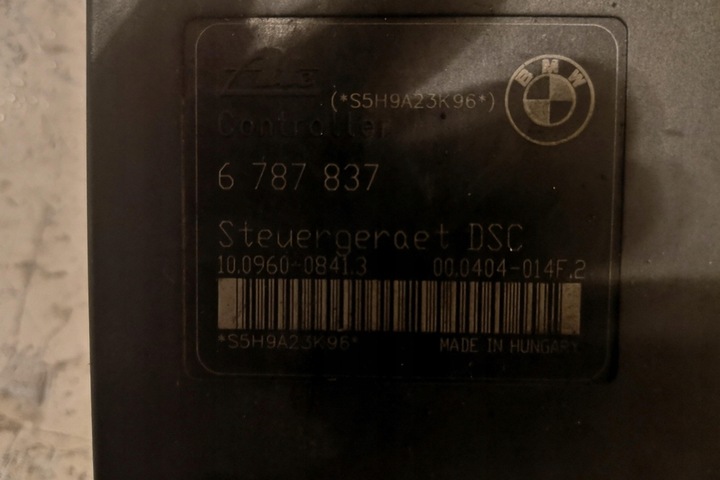 BMW
(*S5H9A23K96*)
Controller
6 787 837
Steuergeraet DSC
10.0960-0841.3 00.0404-014F.2
*S5H9A23K96* MADE IN HUNGARY